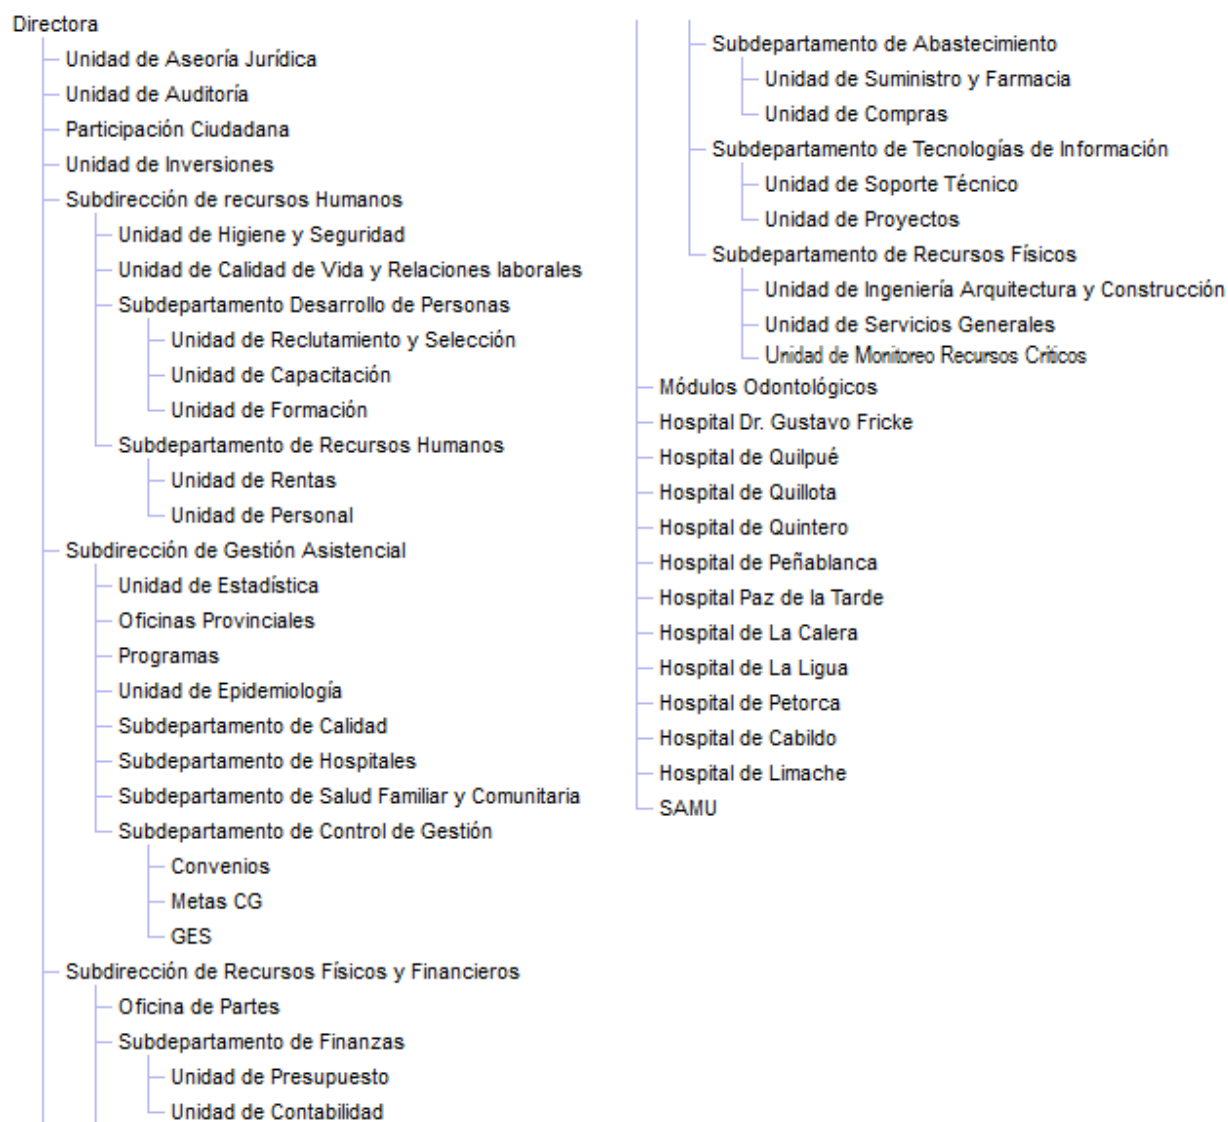 Directora
Unidad de Aseoría Jurídica
Unidad de Auditoría
Participación Ciudadana
Unidad de Inversiones
Subdirección de recursos Humanos
Unidad de Higiene y Seguridad
Unidad de Calidad de Vida y Relaciones laborales
Subdepartamento Desarrollo de Personas
Unidad de Reclutamiento y Selección
Unidad de Capacitación
Unidad de Formación
Subdepartamento de Recursos Humanos
Unidad de Rentas
Unidad de Personal
Subdirección de Gestión Asistencial
Unidad de Estadística
Oficinas Provinciales
Programas
Unidad de Epidemiología
Subdepartamento de Calidad
Subdepartamento de Hospitales
Subdepartamento de Salud Familiar y Comunitaria
Subdepartamento de Control de Gestión
Convenios
Metas CG
GES
Subdirección de Recursos Físicos y Financieros
Oficina de Partes
Subdepartamento de Finanzas
Unidad de Presupuesto
Unidad de Contabilidad
Subdepartamento de Abastecimiento
Unidad de Suministro y Farmacia
Unidad de Compras
Subdepartamento de Tecnologías de Información
Unidad de Soporte Técnico
Unidad de Proyectos
Subdepartamento de Recursos Físicos
Unidad de Ingeniería Arquitectura y Construcción
Unidad de Servicios Generales
Unidad de Monitoreo Recursos Críticos
Módulos Odontológicos
Hospital Dr. Gustavo Fricke
Hospital de Quilpué
Hospital de Quillota
Hospital de Quintero
Hospital de Peñablanca
Hospital Paz de la Tarde
Hospital de La Calera
Hospital de La Ligua
Hospital de Petorca
Hospital de Cabildo
Hospital de Limache
SAMU